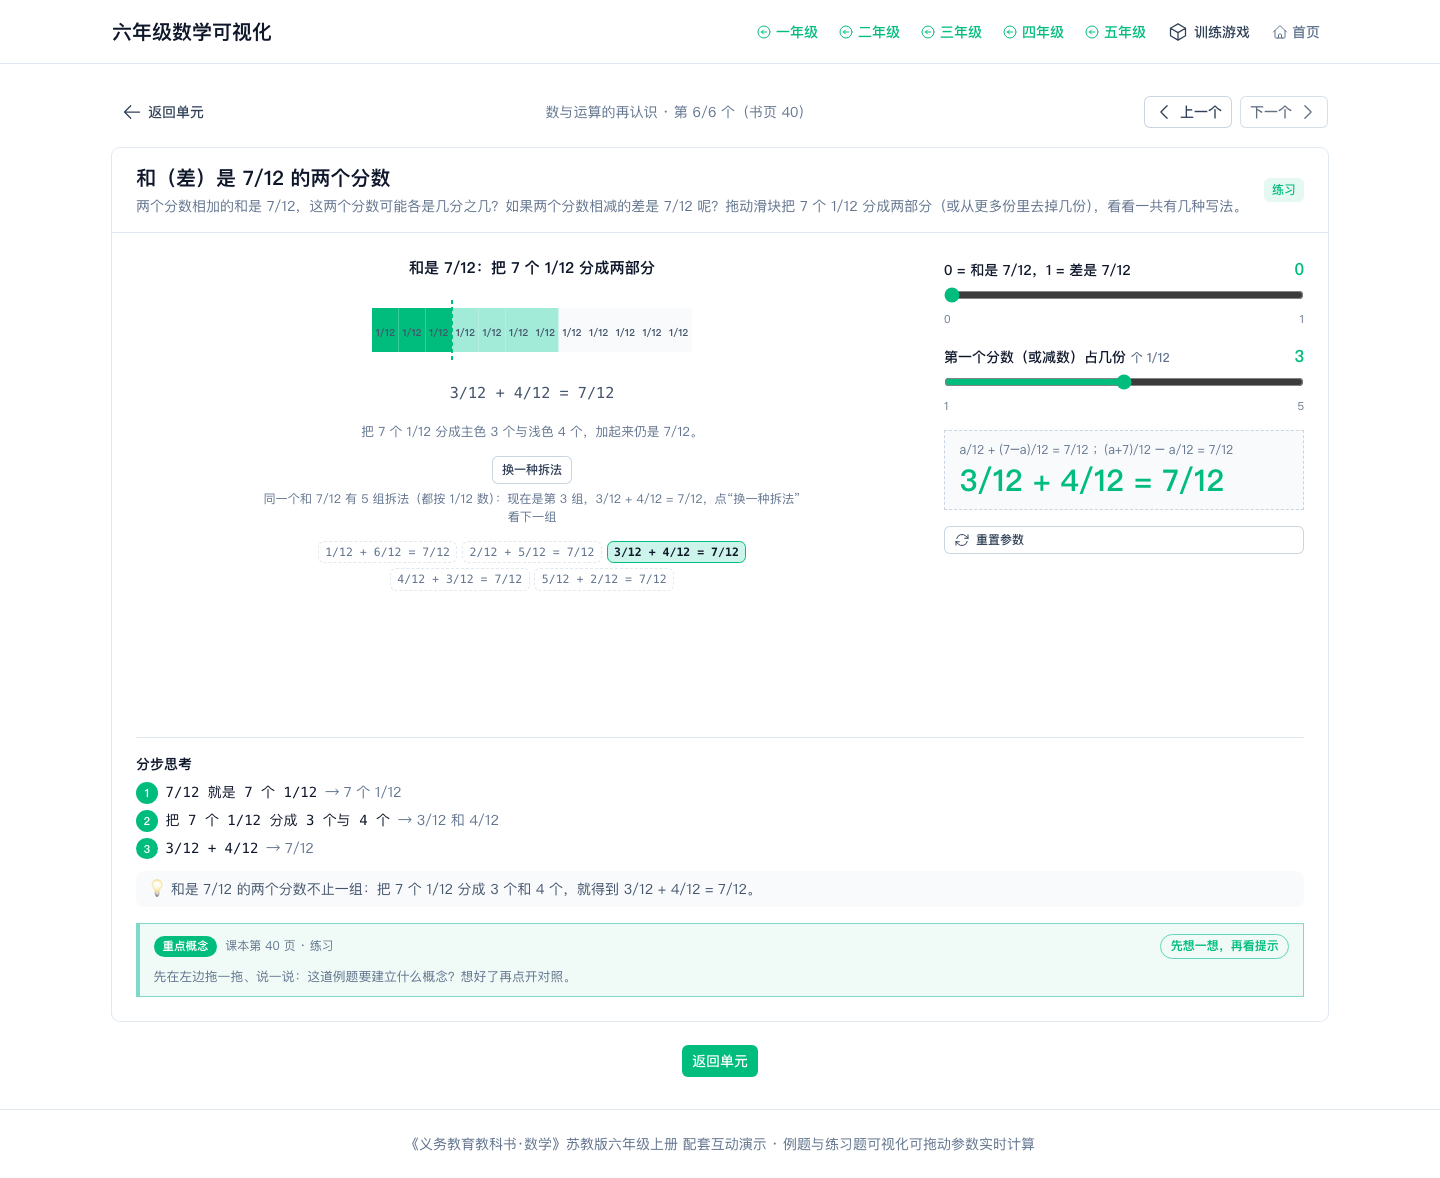 六年级数学可视化
一年级 二年级 三年级 四年级 五年级 训练游戏 首页
返回单元
数与运算的再认识 · 第 6/6 个（书页 40）
上一个 下一个
和（差）是 7/12 的两个分数
两个分数相加的和是 7/12，这两个分数可能各是几分之几？如果两个分数相减的差是 7/12 呢？拖动滑块把 7 个 1/12 分成两部分（或从更多份里去掉几份），看看一共有几种写法。
练习
和是 7/12：把 7 个 1/12 分成两部分
1/12 1/12 1/12 1/12 1/12 1/12 1/12 1/12 1/12 1/12 1/12 1/12
3/12 + 4/12 = 7/12
把 7 个 1/12 分成主色 3 个与浅色 4 个，加起来仍是 7/12。
换一种拆法
同一个和 7/12 有 5 组拆法（都按 1/12 数）：现在是第 3 组，3/12 + 4/12 = 7/12，点“换一种拆法”
看下一组
1/12 + 6/12 = 7/12 2/12 + 5/12 = 7/12 3/12 + 4/12 = 7/12
4/12 + 3/12 = 7/12 5/12 + 2/12 = 7/12
0 = 和是 7/12，1 = 差是 7/12 0
0 1
第一个分数（或减数）占几份 个 1/12 3
1 5
a/12 + (7−a)/12 = 7/12 ；(a+7)/12 − a/12 = 7/12
3/12 + 4/12 = 7/12
重置参数
分步思考
1 7/12 就是 7 个 1/12 → 7 个 1/12
2 把 7 个 1/12 分成 3 个与 4 个 → 3/12 和 4/12
3 3/12 + 4/12 → 7/12
💡 和是 7/12 的两个分数不止一组：把 7 个 1/12 分成 3 个和 4 个，就得到 3/12 + 4/12 = 7/12。
重点概念 课本第 40 页 · 练习
先想一想，再看提示
先在左边拖一拖、说一说：这道例题要建立什么概念？想好了再点开对照。
返回单元
《义务教育教科书·数学》苏教版六年级上册 配套互动演示 · 例题与练习题可视化可拖动参数实时计算